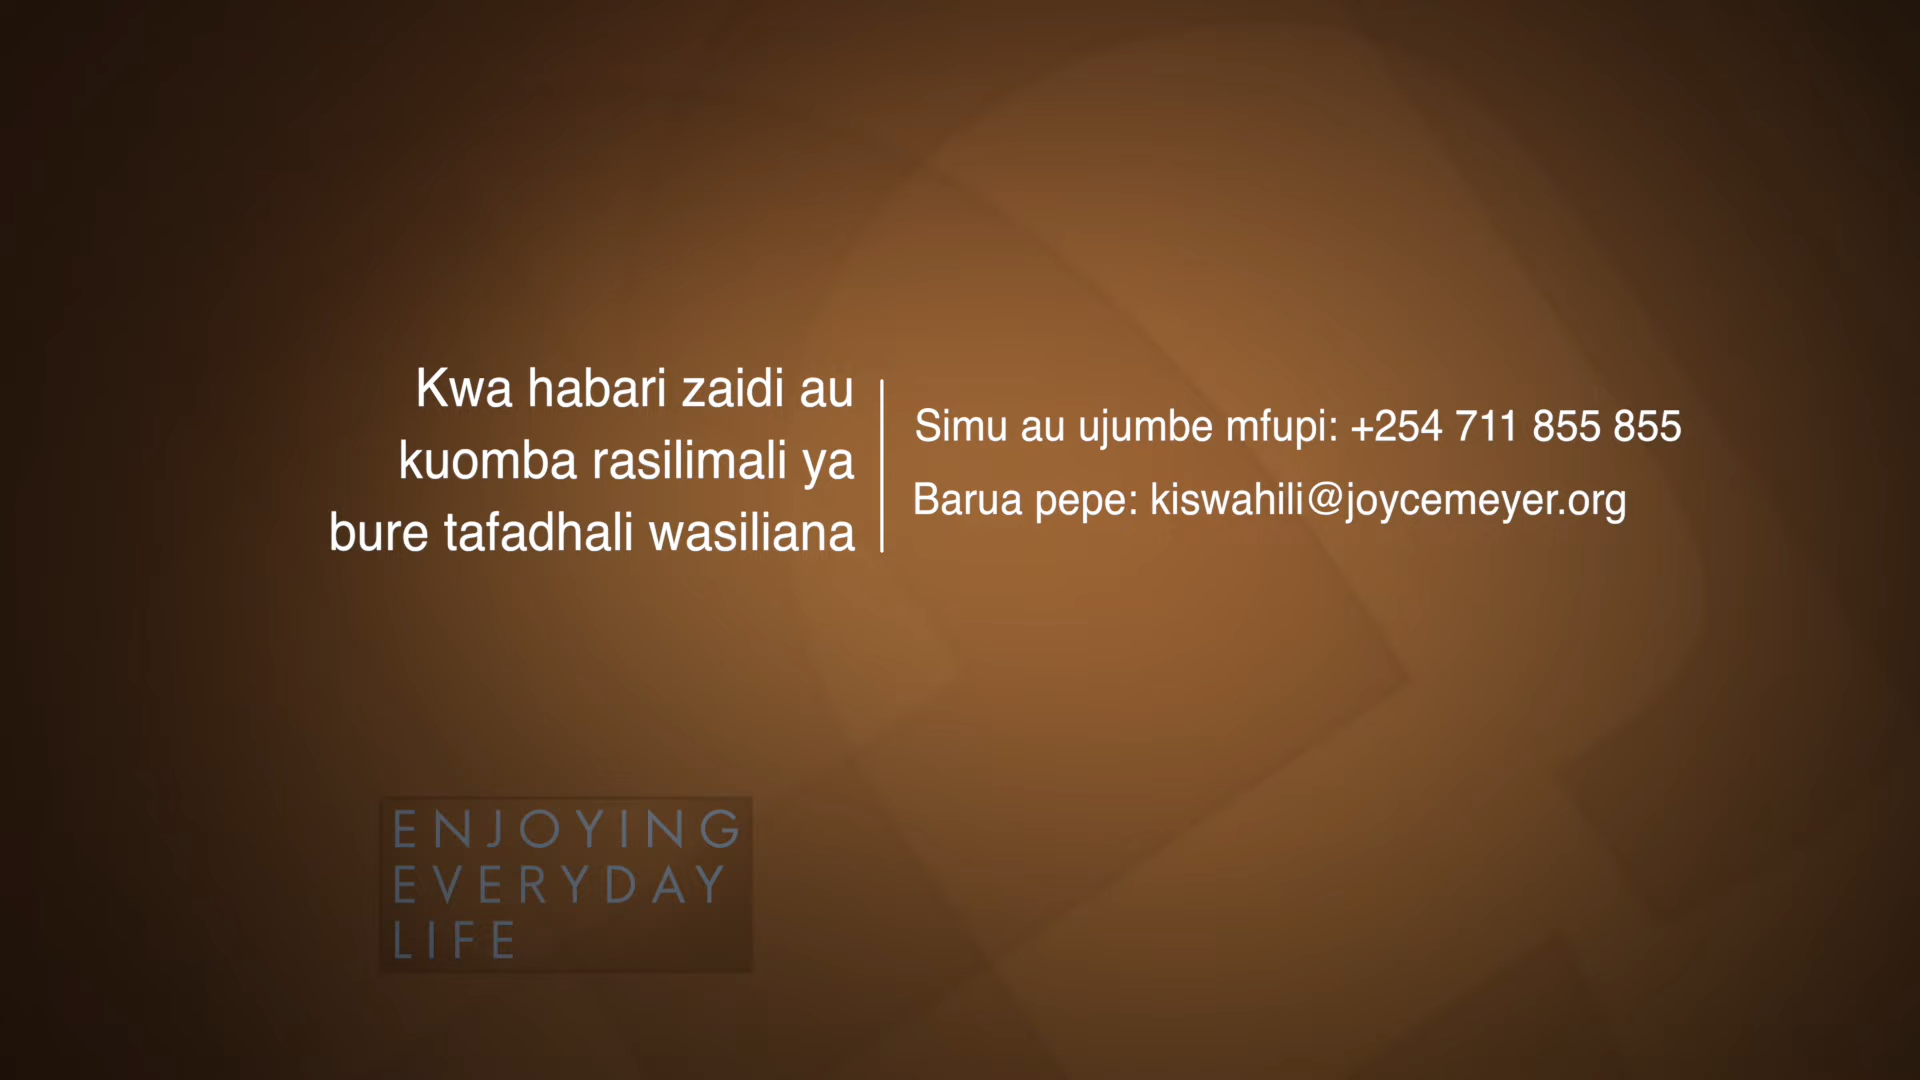 Kwa habari zaidi au
kuomba rasilimali ya
bure tafadhali wasiliana
Simu au ujumbe mfupi: +254 711 855 855
Barua pepe: kiswahili@joycemeyer.org
ENJOYING
EVERYDAY
LIFE